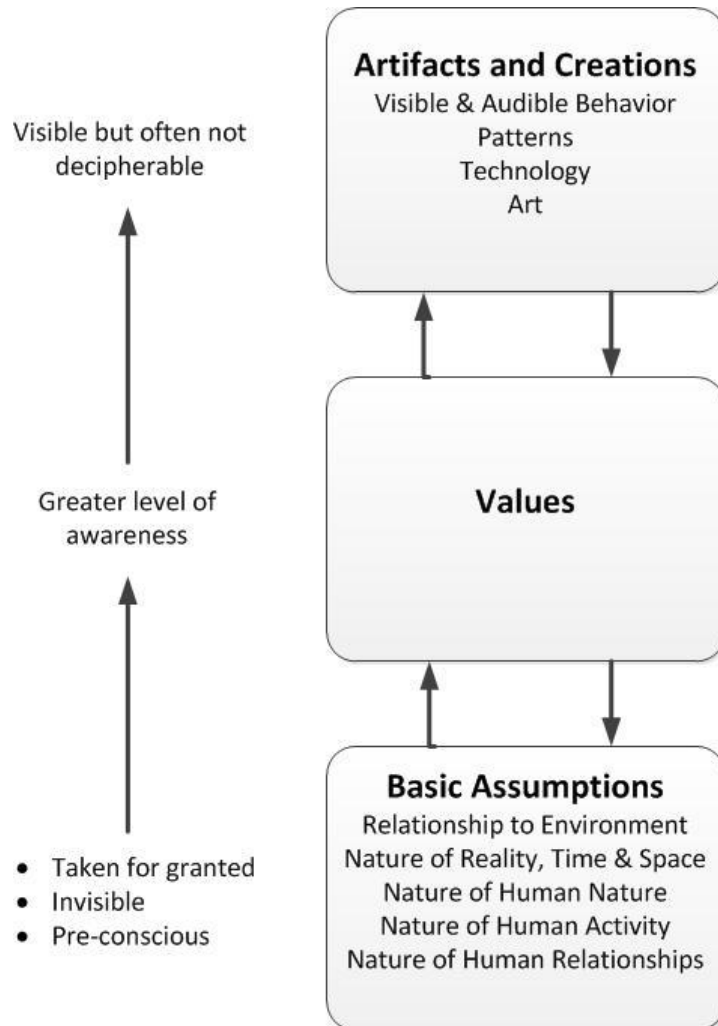 Artifacts and Creations
Visible & Audible Behavior
Patterns
Technology
Art
Visible but often not
decipherable
Values
Greater level of
awareness
Basic Assumptions
Relationship to Environment
Nature of Reality, Time & Space
Nature of Human Nature
Nature of Human Activity
Nature of Human Relationships
• Taken for granted
• Invisible
• Pre-conscious